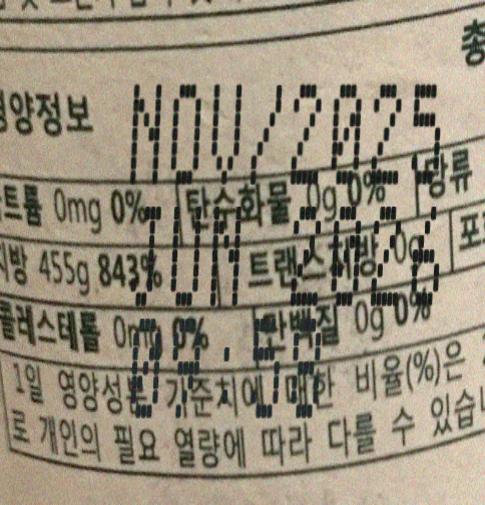 총
영양정보
NOV/2025
나트륨 0mg 0% 탄수화물 0g 0% 당류
지방 455g 843% 트랜스지방 0g 포
JUN
콜레스테롤 0mg 0% 단백질 0g 0%
1일 영양성분 기준치에 대한 비율(%)은
로 개인의 필요 열량에 따라 다를 수 있습니